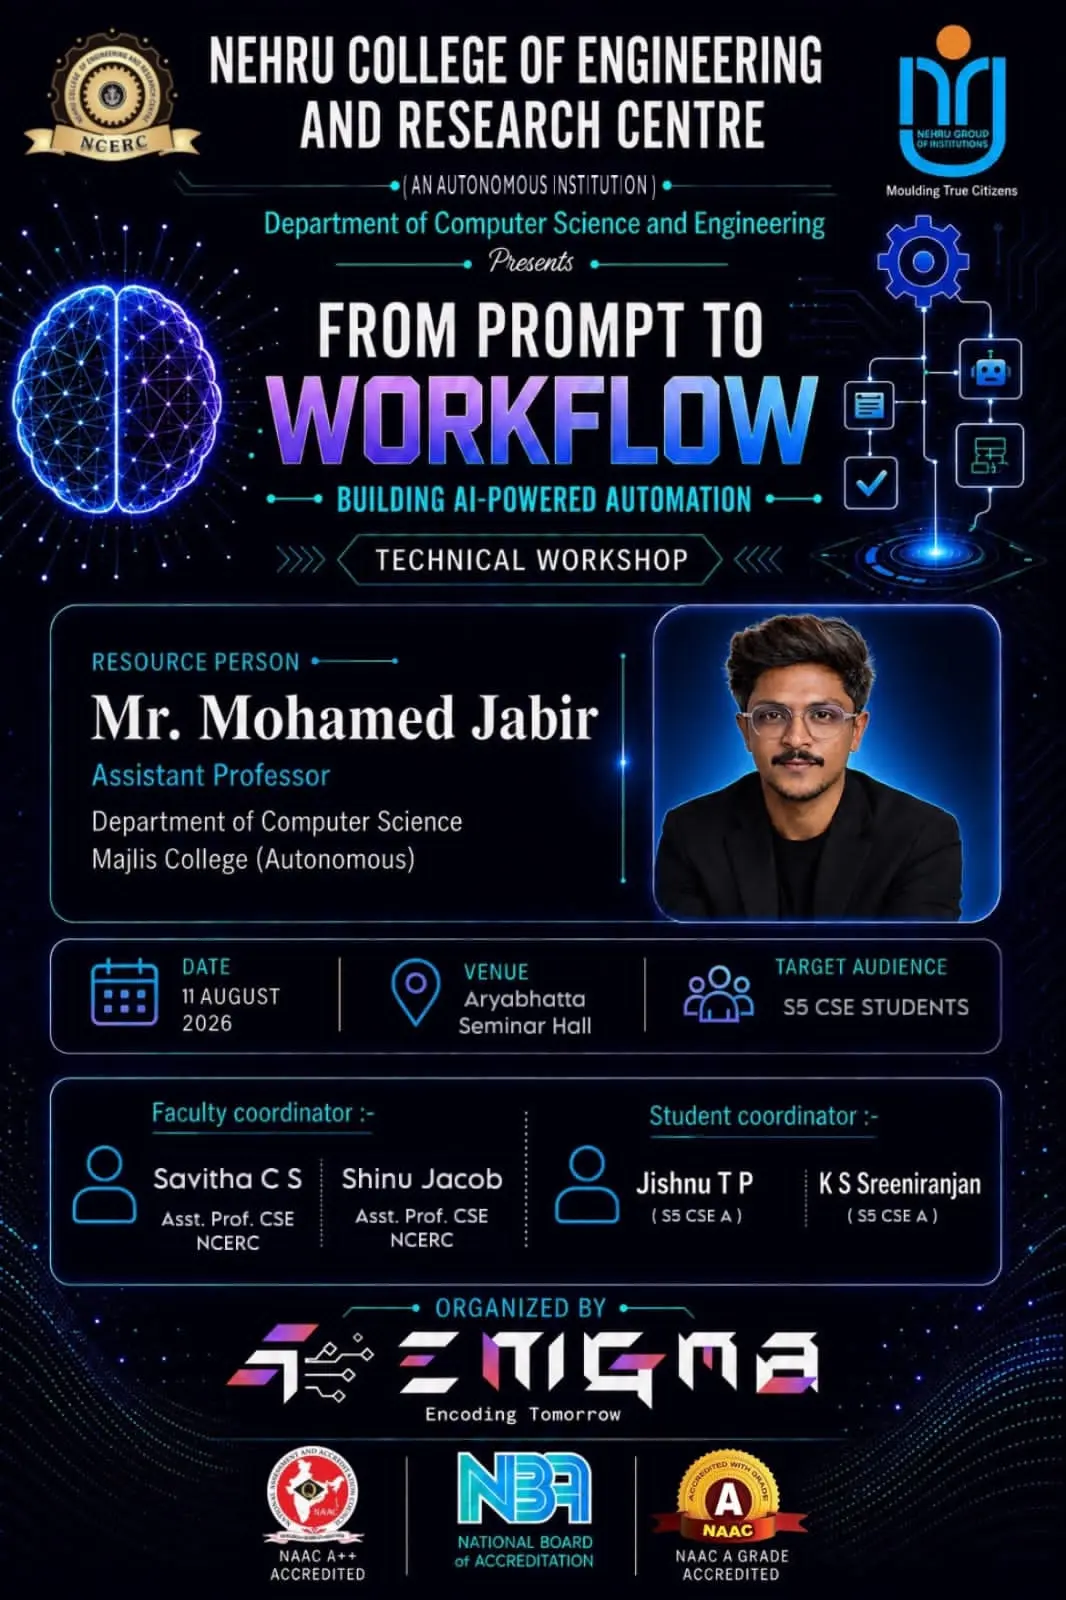 NEHRU COLLEGE OF ENGINEERING
AND RESEARCH CENTRE
NCERC
NEHRU GROUP
OF INSTITUTIONS
Moulding True Citizens
( AN AUTONOMOUS INSTITUTION )
Department of Computer Science and Engineering
Presents
FROM PROMPT TO
WORKFLOW
BUILDING AI-POWERED AUTOMATION
TECHNICAL WORKSHOP
RESOURCE PERSON
Mr. Mohamed Jabir
Assistant Professor
Department of Computer Science
Majlis College (Autonomous)
DATE
11 AUGUST
2026
VENUE
Aryabhatta
Seminar Hall
TARGET AUDIENCE
S5 CSE STUDENTS
Faculty coordinator :-
Savitha C S
Asst. Prof. CSE
NCERC
Shinu Jacob
Asst. Prof. CSE
NCERC
Student coordinator :-
Jishnu T P
( S5 CSE A )
K S Sreeniranjan
( S5 CSE A )
ORGANIZED BY
ENIGMA
Encoding Tomorrow
NAAC
NAAC A++
ACCREDITED
NBA
NATIONAL BOARD
of ACCREDITATION
ACCREDITED WITH GRADE
A
NAAC
NAAC A GRADE
ACCREDITED